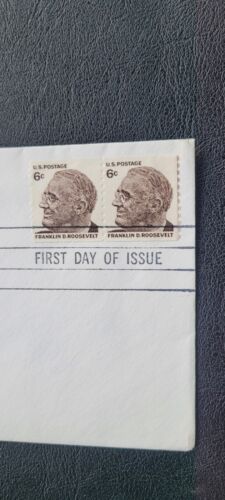 U.S. POSTAGE U.S. POSTAGE
6c 6c
FRANKLIN D. ROOSEVELT FRANKLIN D. ROOSEVELT
FIRST DAY OF ISSUE